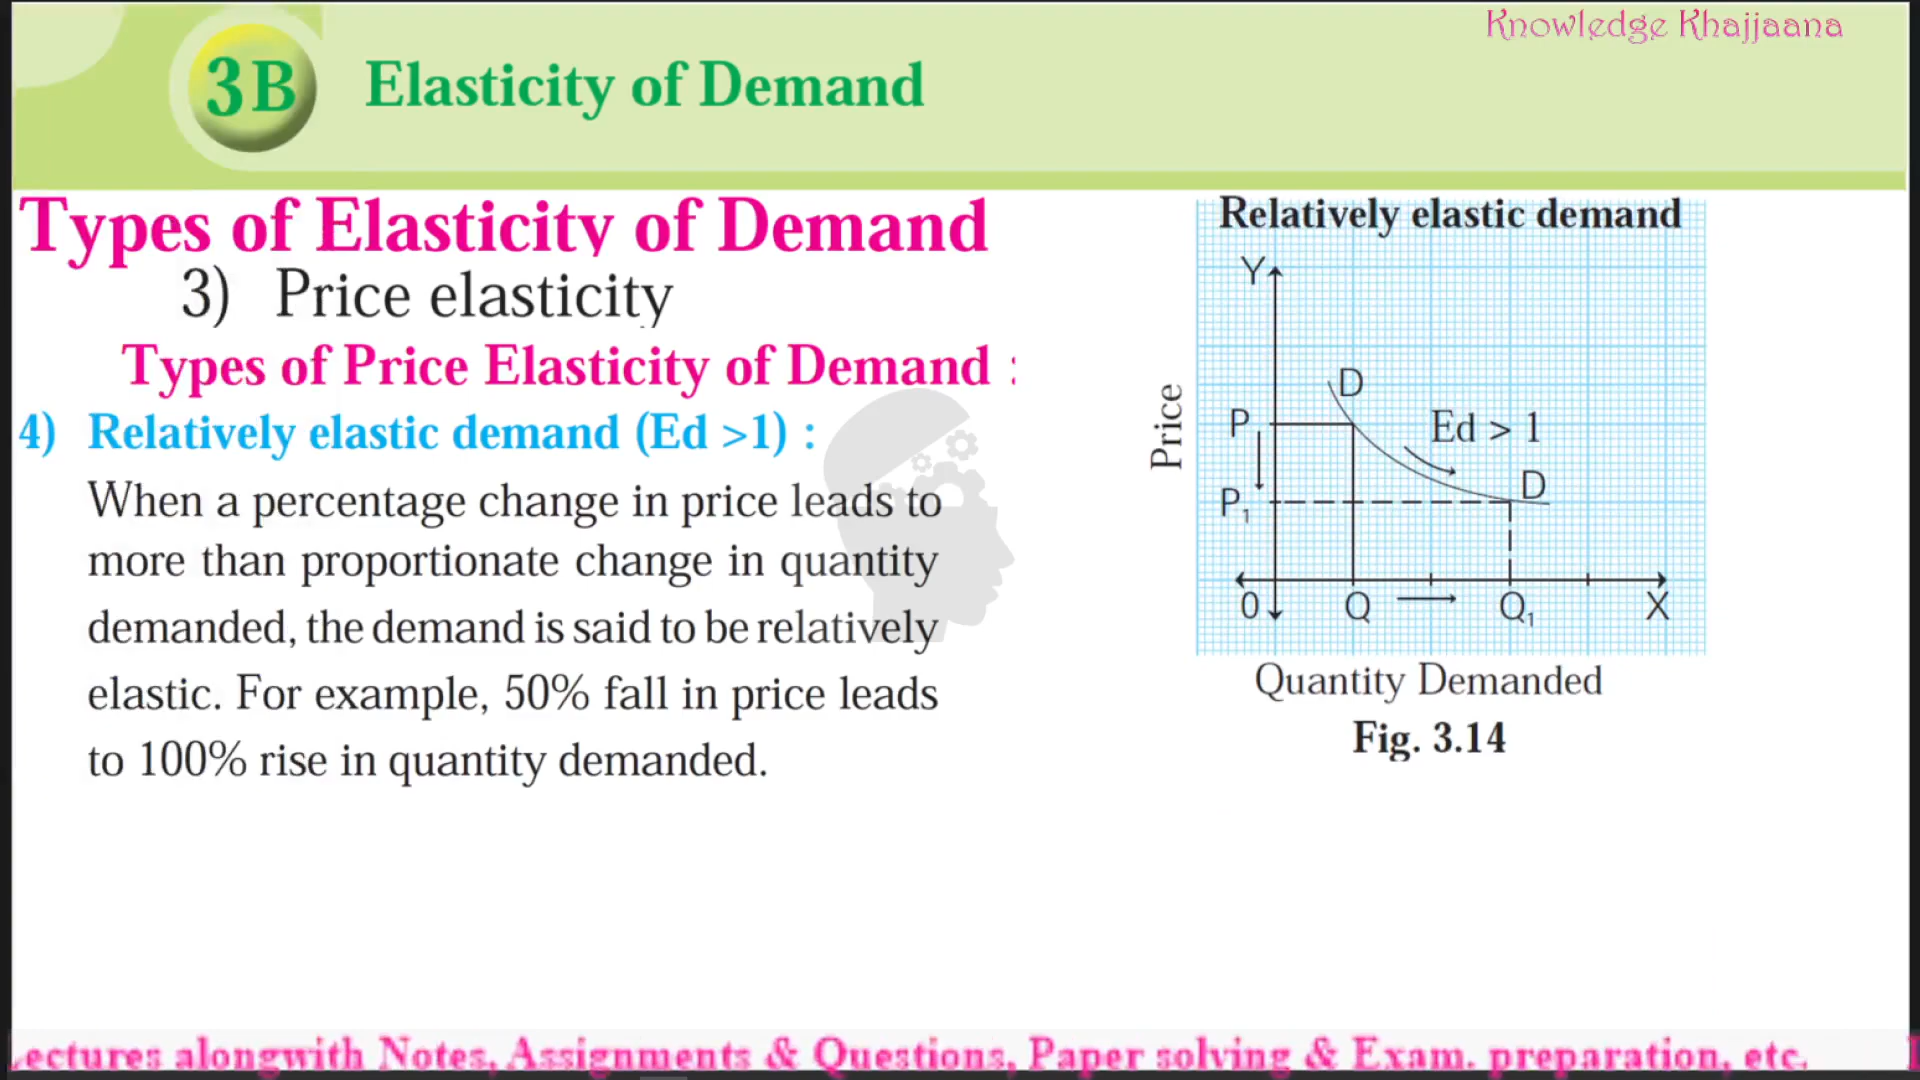 Knowledge Khajjaana
3B Elasticity of Demand
Types of Elasticity of Demand
3) Price elasticity
Types of Price Elasticity of Demand :
4) Relatively elastic demand (Ed >1) :
When a percentage change in price leads to
more than proportionate change in quantity
demanded, the demand is said to be relatively
elastic. For example, 50% fall in price leads
to 100% rise in quantity demanded.
Relatively elastic demand
Y
D
P
Ed > 1
Price
D
P₁
0 Q Q₁ X
Quantity Demanded
Fig. 3.14
ectures alongwith Notes, Assignments & Questions, Paper solving & Exam. preparation, etc.